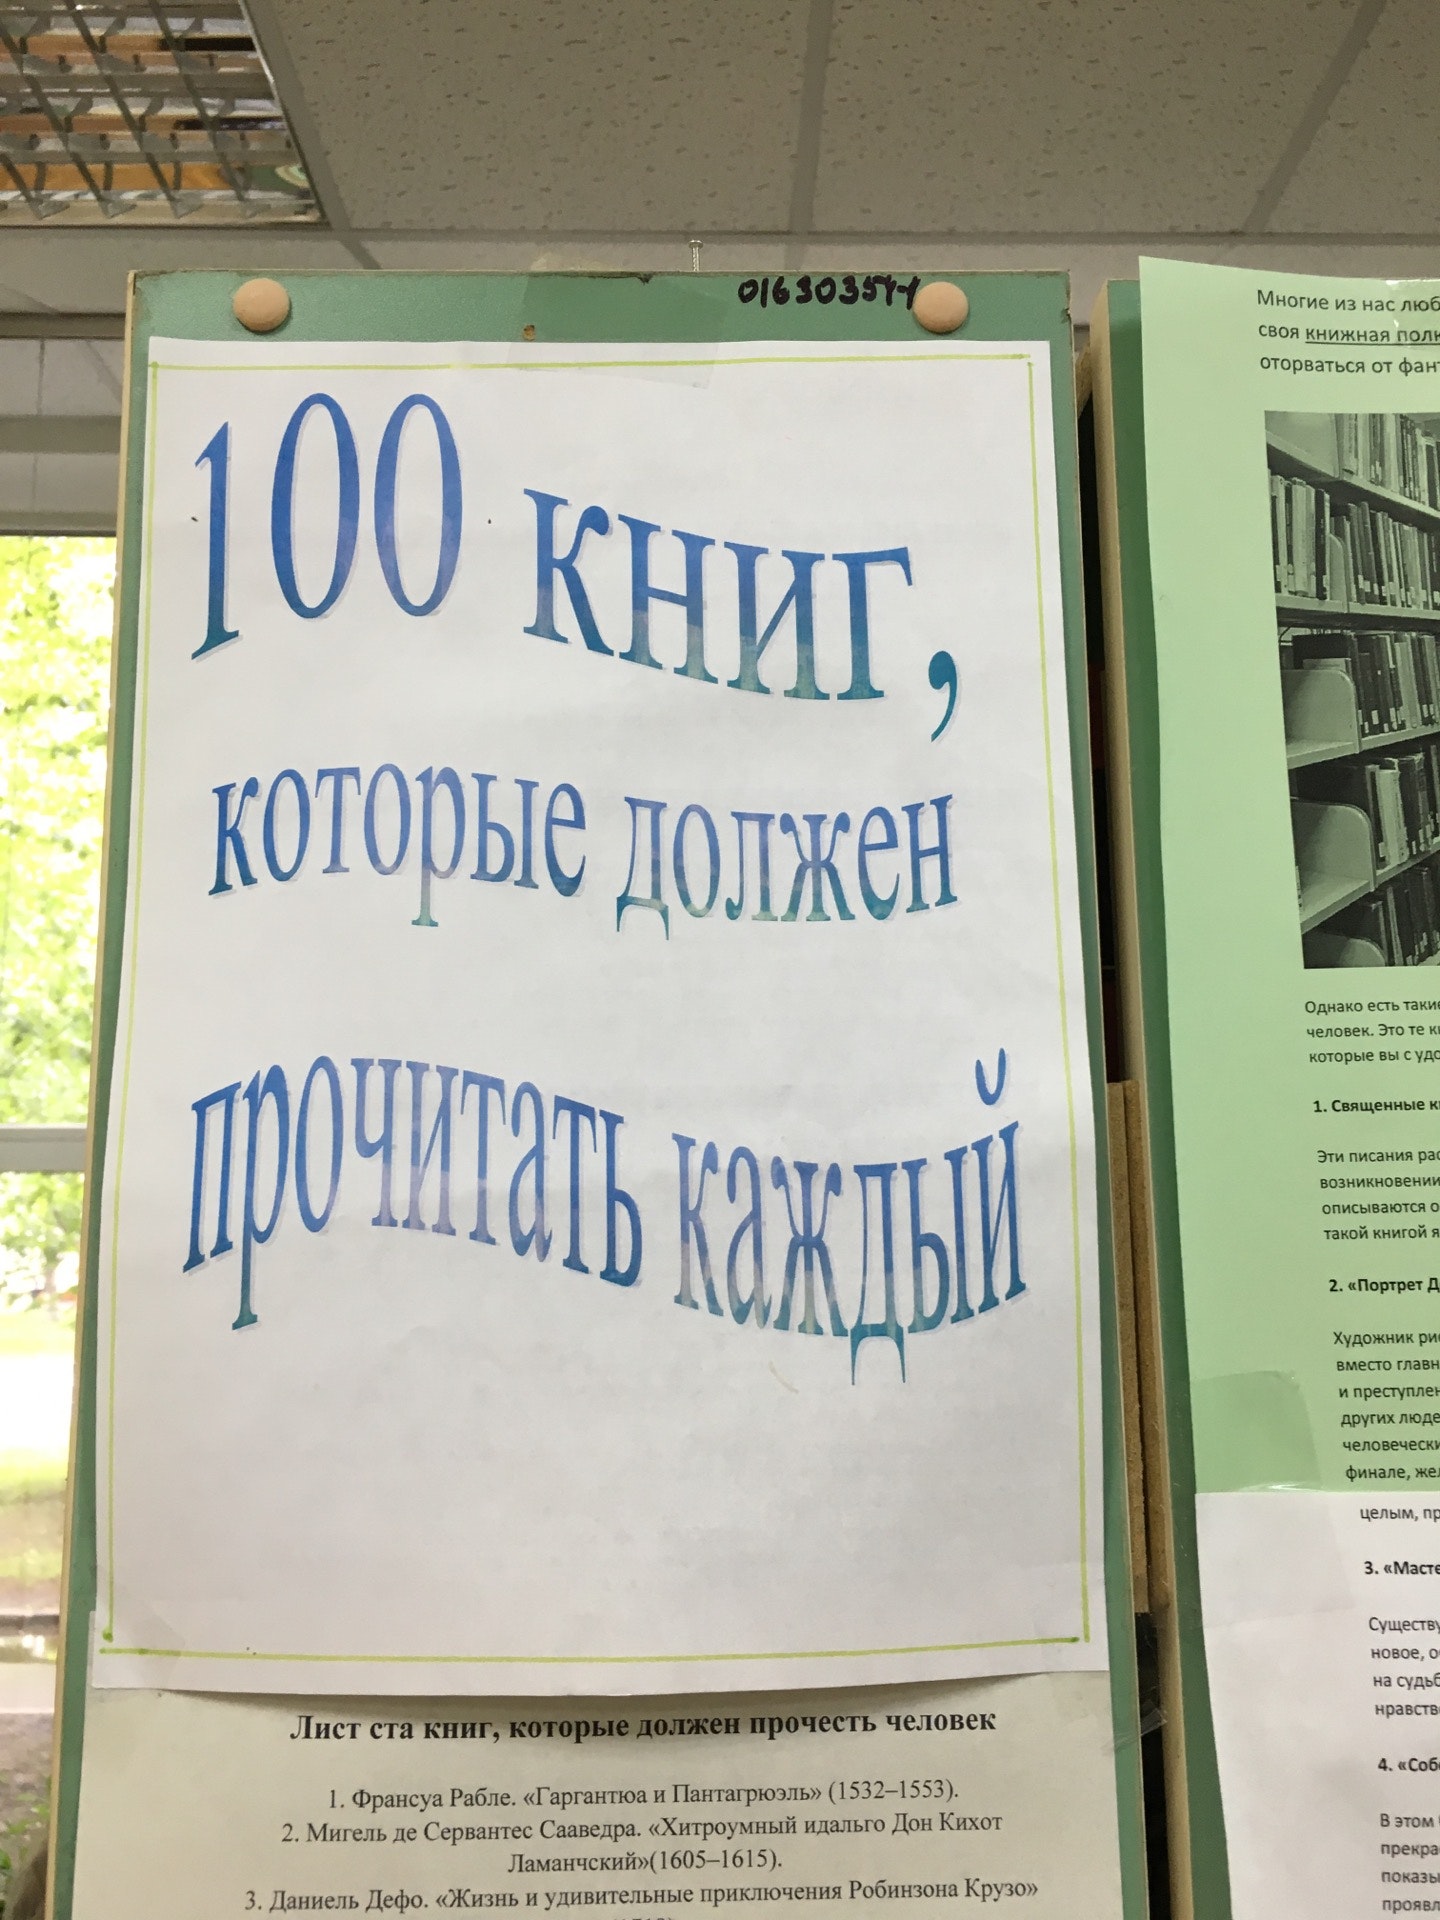 01630354-1
100 книг,
которые должен
прочитать каждый
Лист ста книг, которые должен прочесть человек
1. Франсуа Рабле. «Гаргантюа и Пантагрюэль» (1532–1553).
2. Мигель де Сервантес Сааведра. «Хитроумный идальго Дон Кихот
Ламанчский»(1605–1615).
3. Даниель Дефо. «Жизнь и удивительные приключения Робинзона Крузо»
Многие из нас люб
своя книжная полк
оторваться от фан
Однако есть такие
человек. Это те к
которые вы с удо
1. Священные к
Эти писания рас
возникновении
описываются о
такой книгой я
2. «Портрет Д
Художник рис
вместо главн
и преступлен
других люде
человечески
финале, жел
целым, пр
3. «Масте
Существу
новое, о
на судьб
нравств
4. «Соб
В этом
прекра
показы
проявл